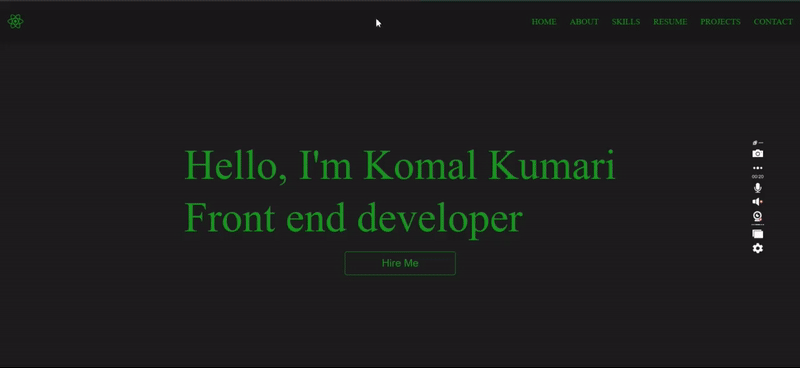 HOME ABOUT SKILLS RESUME PROJECTS CONTACT
Hello, I'm Komal Kumari
Front end developer
Hire Me
00:20